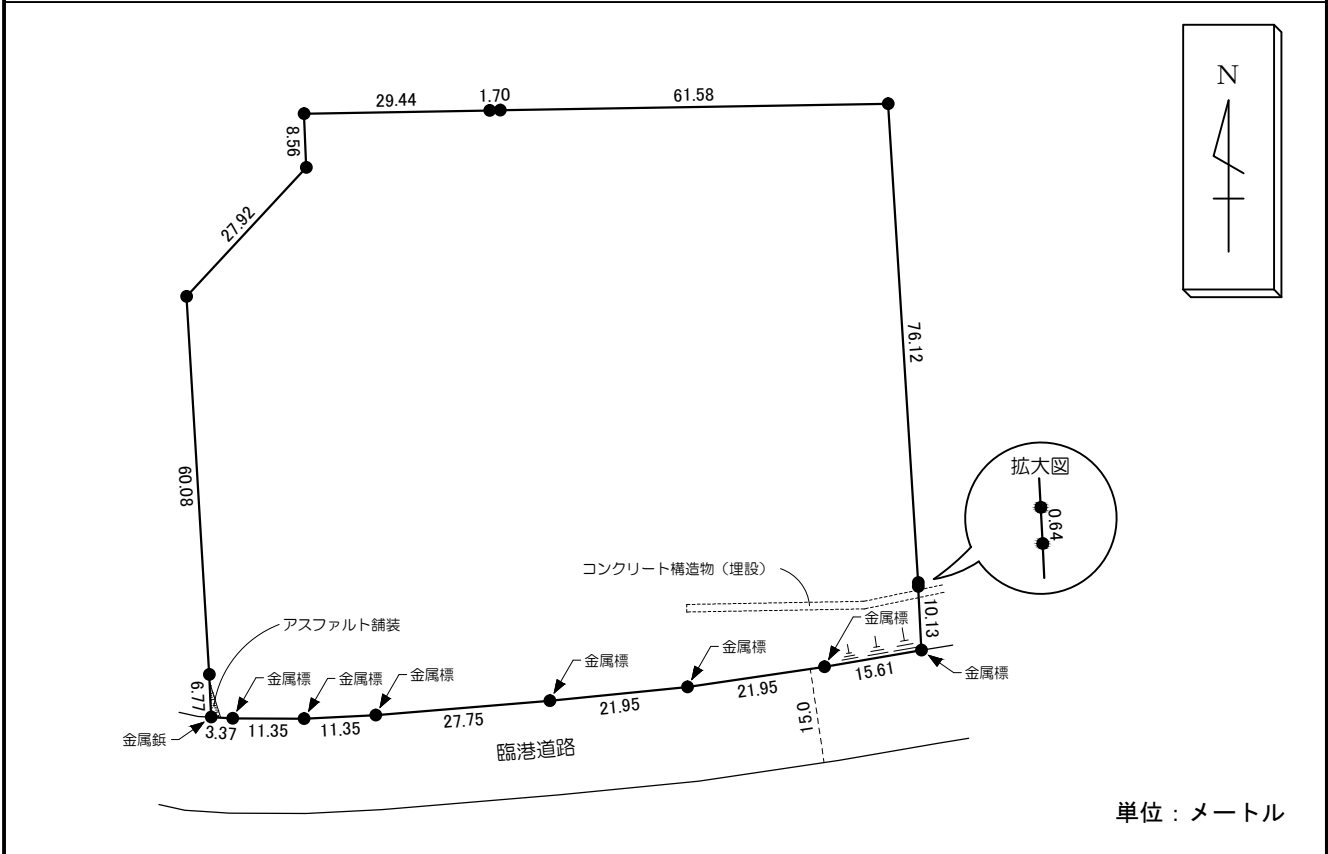 N
29.44
1.70
61.58
8.56
27.92
76.12
60.08
拡大図
0.64
コンクリート構造物（埋設）
10.13
アスファルト舗装
金属標
金属標
金属標
金属標
金属標
金属標
金属標
6.77
15.61
金属鋲
3.37
11.35
11.35
27.75
21.95
21.95
15.0
臨港道路
単位：メートル